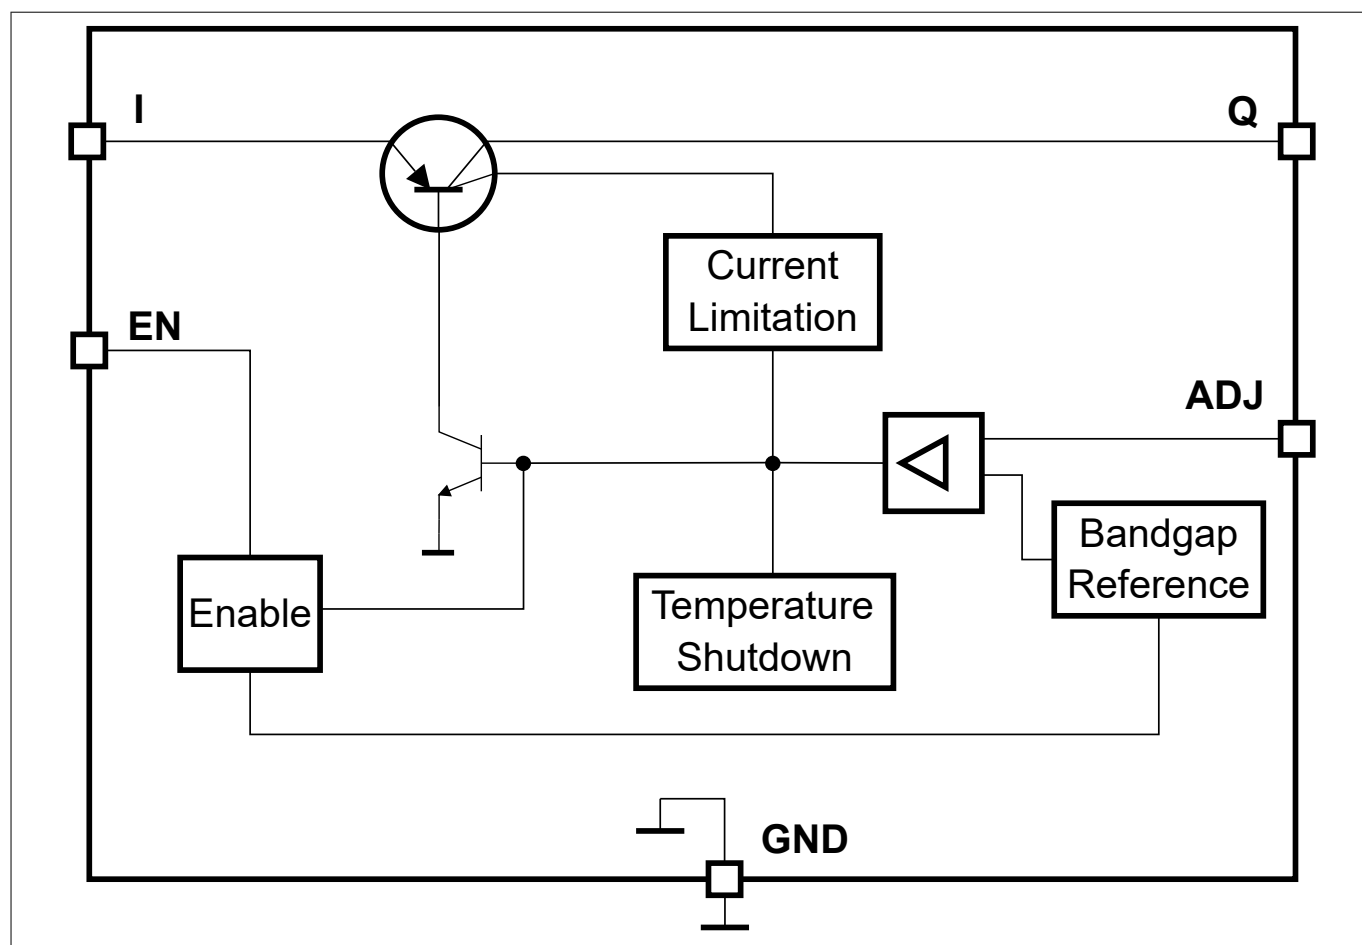 I
Q
EN
Current
Limitation
ADJ
Bandgap
Reference
Enable
Temperature
Shutdown
GND